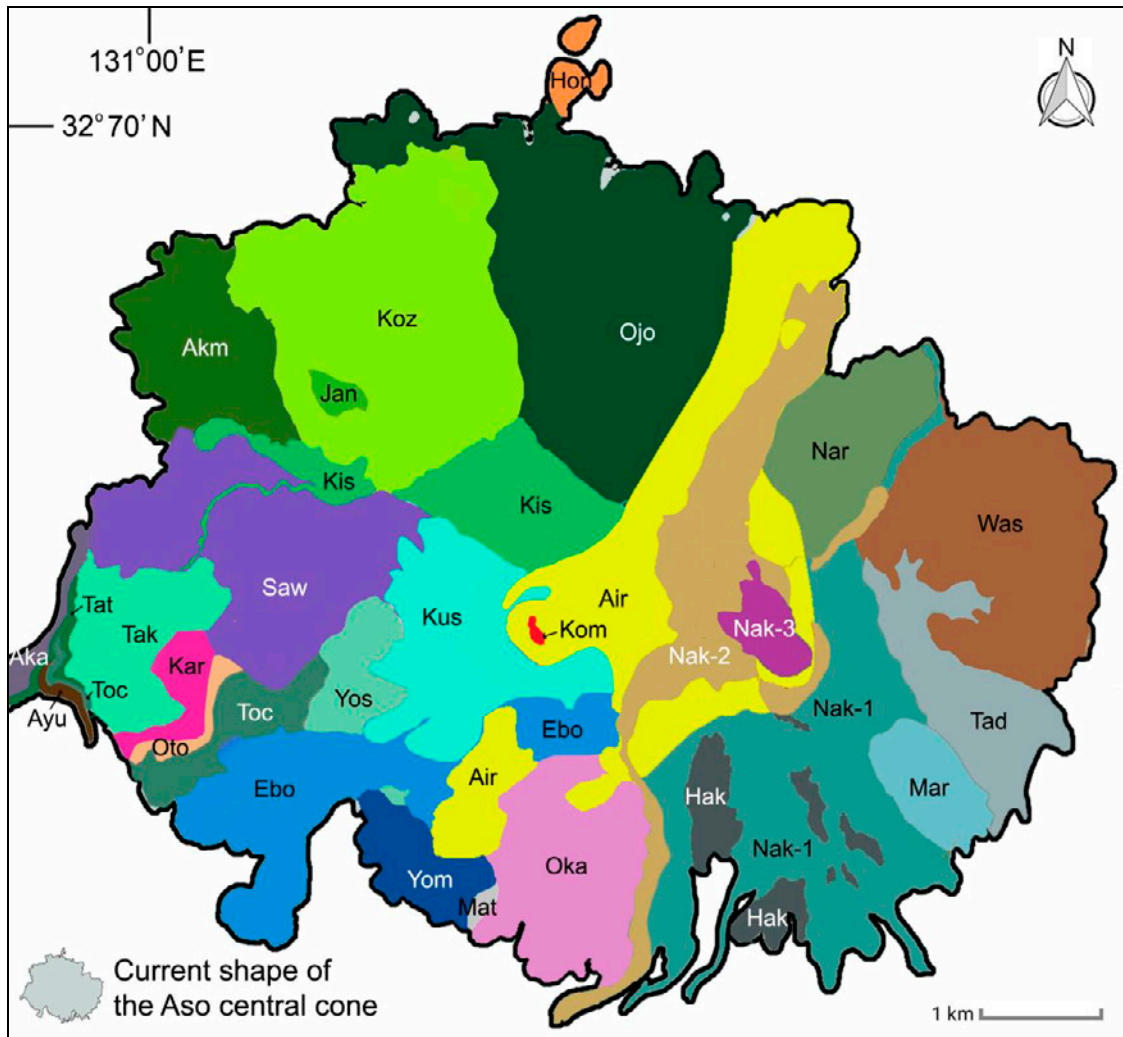 131°00'E
32°70' N
N
Hon
Koz
Akm
Ojo
Jan
Nar
Kis
Kis
Was
Saw
Tat
Kus
Air
Tak
Kom
Nak-3
Aka
Kar
Nak-2
Toc
Yos
Toc
Nak-1
Ayu
Tad
Oto
Ebo
Ebo
Air
Hak
Mar
Nak-1
Yom
Oka
Mat
Hak
Current shape of
the Aso central cone
1 km